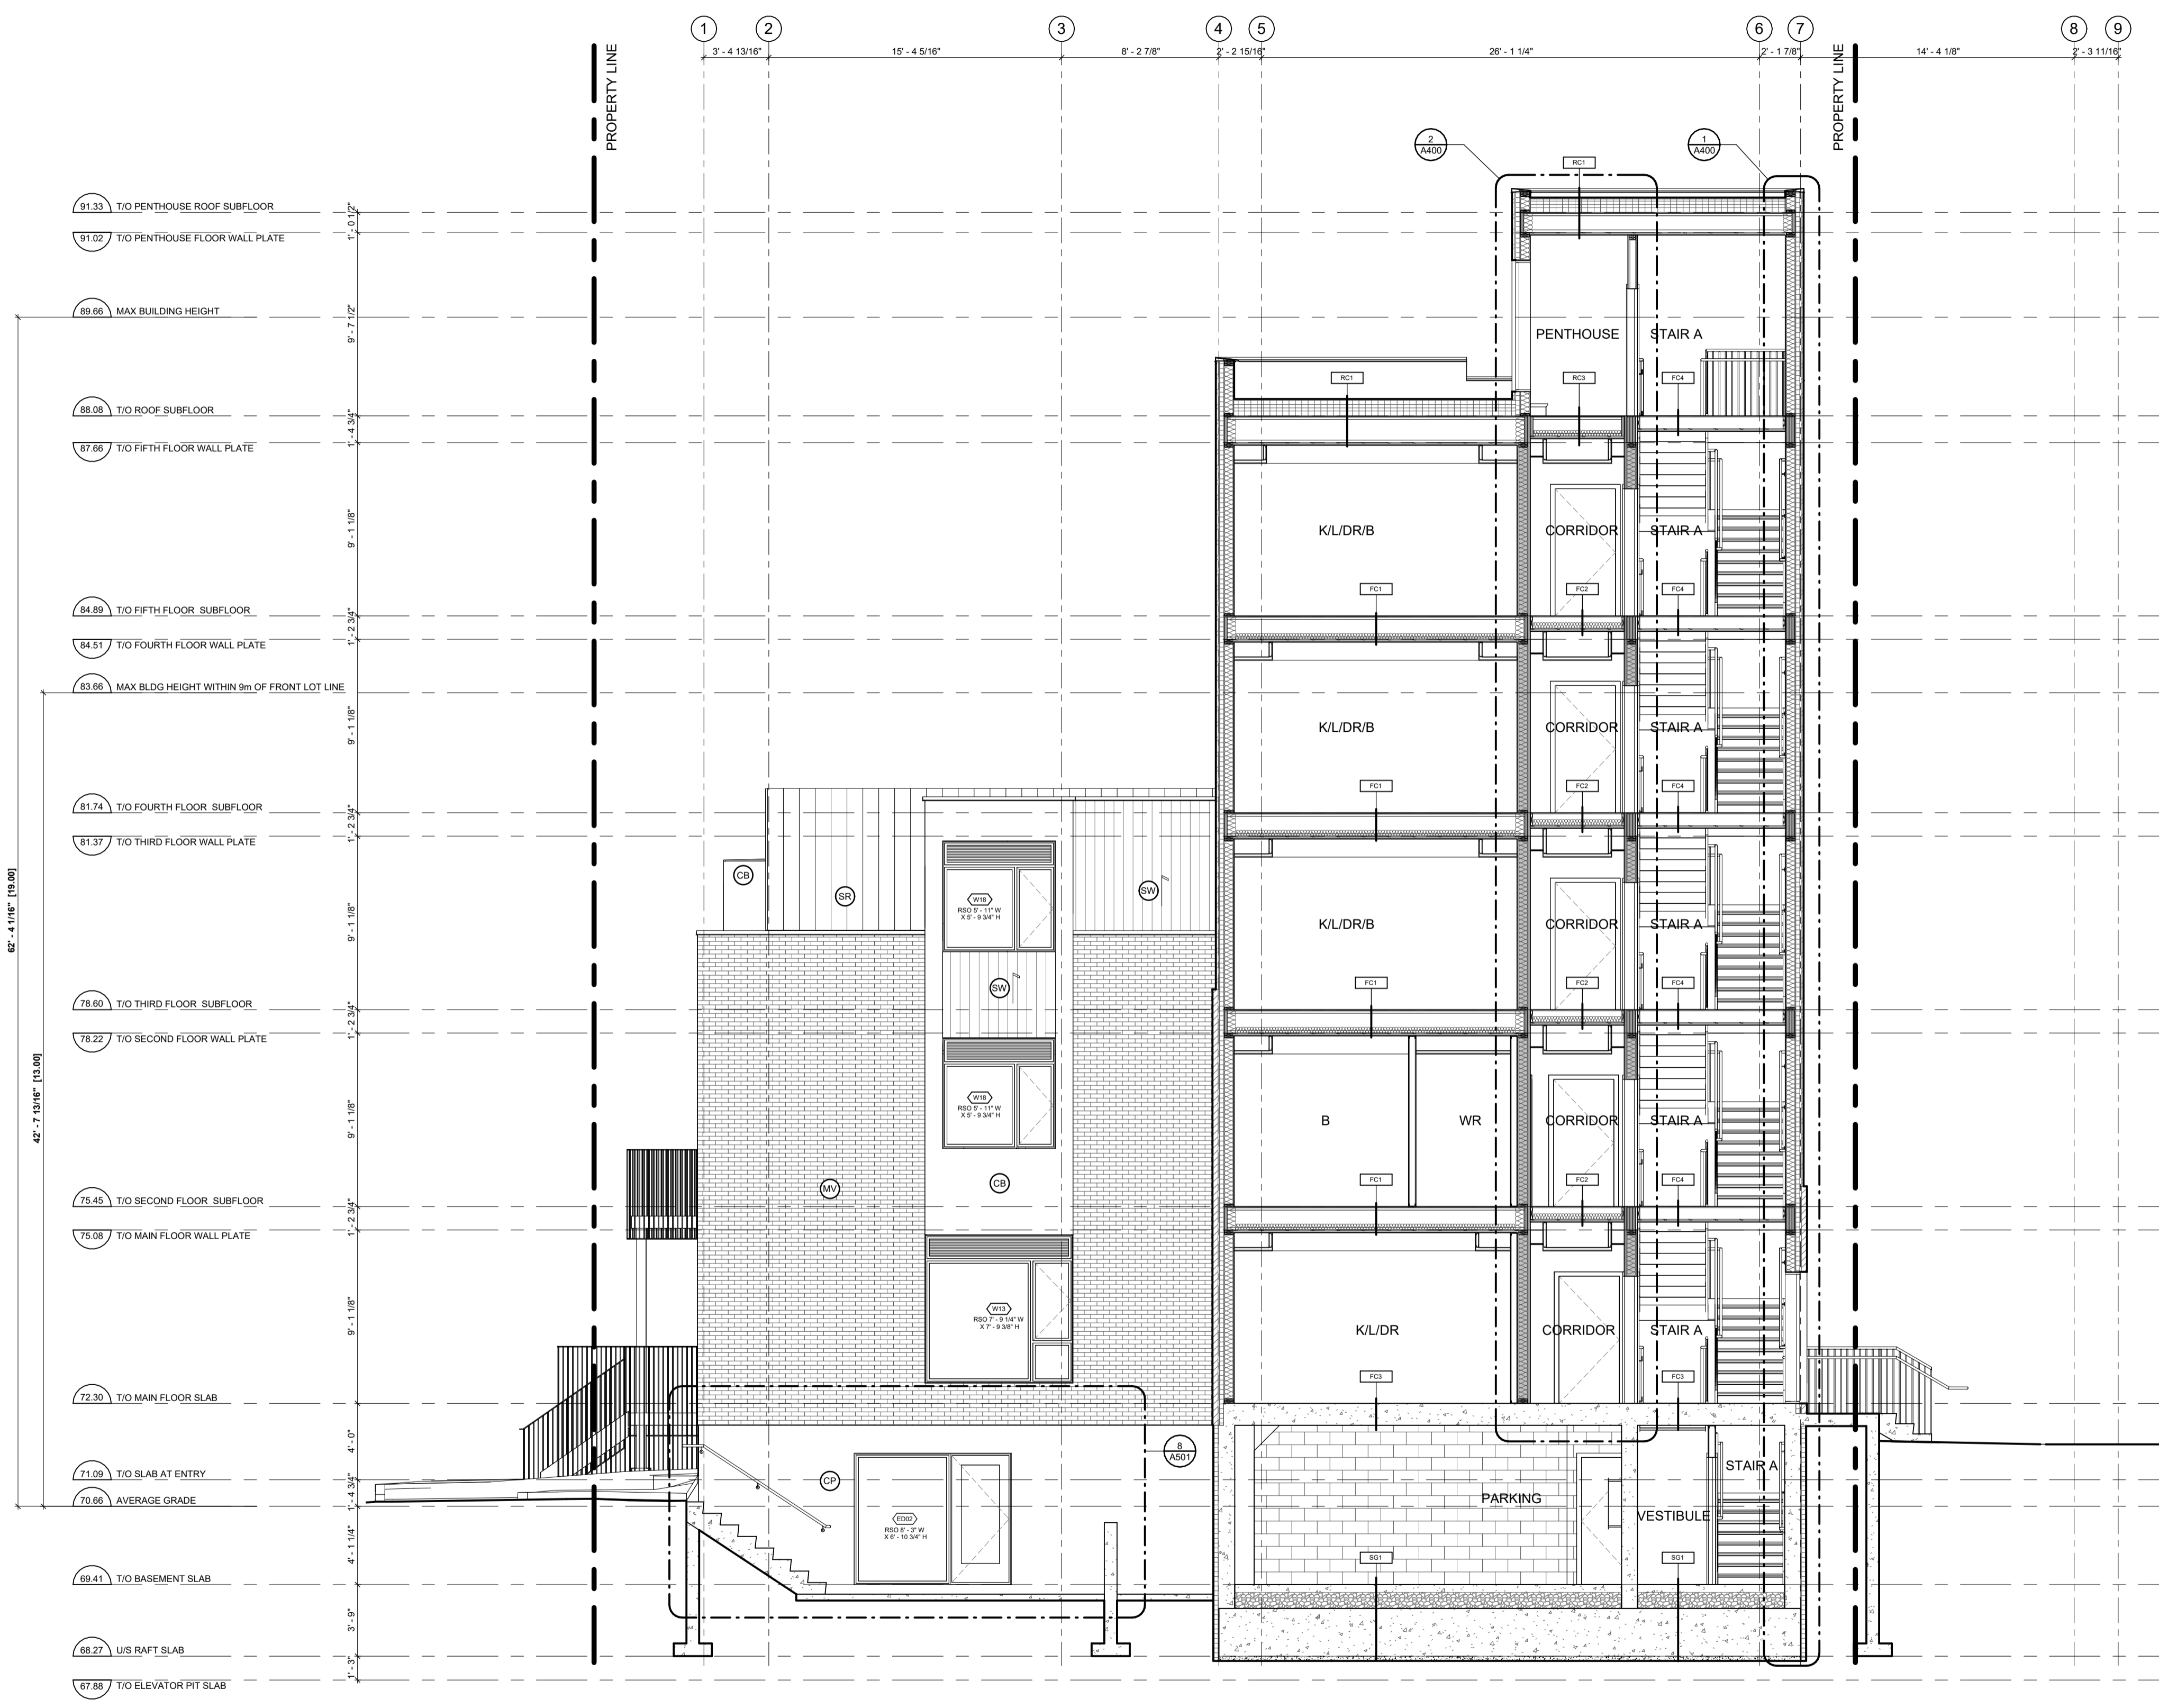 1
2
3
4
5
6
7
8
9
3' - 4 13/16"
15' - 4 5/16"
8' - 2 7/8"
2' - 2 15/16"
26' - 1 1/4"
2' - 1 7/8"
14' - 4 1/8"
2' - 3 11/16"
PROPERTY LINE
PROPERTY LINE
2
A400
1
A400
RC1
91.33 T/O PENTHOUSE ROOF SUBFLOOR
1' - 0 1/2"
91.02 T/O PENTHOUSE FLOOR WALL PLATE
9' - 7 1/2"
89.66 MAX BUILDING HEIGHT
PENTHOUSE
STAIR A
RC1
RC3
FC4
88.08 T/O ROOF SUBFLOOR
1' - 4 3/4"
87.66 T/O FIFTH FLOOR WALL PLATE
9' - 1 1/8"
K/L/DR/B
CORRIDOR
STAIR A
FC1
FC2
FC4
84.89 T/O FIFTH FLOOR SUBFLOOR
1' - 2 3/4"
84.51 T/O FOURTH FLOOR WALL PLATE
83.66 MAX BLDG HEIGHT WITHIN 9m OF FRONT LOT LINE
9' - 1 1/8"
K/L/DR/B
CORRIDOR
STAIR A
FC1
FC2
FC4
81.74 T/O FOURTH FLOOR SUBFLOOR
1' - 2 3/4"
81.37 T/O THIRD FLOOR WALL PLATE
62' - 4 1/16" [19.00]
9' - 1 1/8"
CB
SR
W18
RSO 5' - 11" W
X 5' - 9 3/4" H
SW
K/L/DR/B
CORRIDOR
STAIR A
FC1
FC2
FC4
SW
78.60 T/O THIRD FLOOR SUBFLOOR
1' - 2 3/4"
78.22 T/O SECOND FLOOR WALL PLATE
42' - 7 13/16" [13.00]
9' - 1 1/8"
W18
RSO 5' - 11" W
X 5' - 9 3/4" H
B
WR
CORRIDOR
STAIR A
MV
CB
FC1
FC2
FC4
75.45 T/O SECOND FLOOR SUBFLOOR
1' - 2 3/4"
75.08 T/O MAIN FLOOR WALL PLATE
9' - 1 1/8"
W13
RSO 7' - 9 1/4" W
X 7' - 9 3/8" H
K/L/DR
CORRIDOR
STAIR A
FC3
FC3
72.30 T/O MAIN FLOOR SLAB
4' - 0"
8
A501
71.09 T/O SLAB AT ENTRY
CP
STAIR A
1' - 4 3/4"
70.66 AVERAGE GRADE
PARKING
VESTIBULE
ED02
RSO 8' - 3" W
X 6' - 10 3/4" H
4' - 1 1/4"
SG1
SG1
69.41 T/O BASEMENT SLAB
3' - 9"
68.27 U/S RAFT SLAB
1' - 3"
67.88 T/O ELEVATOR PIT SLAB